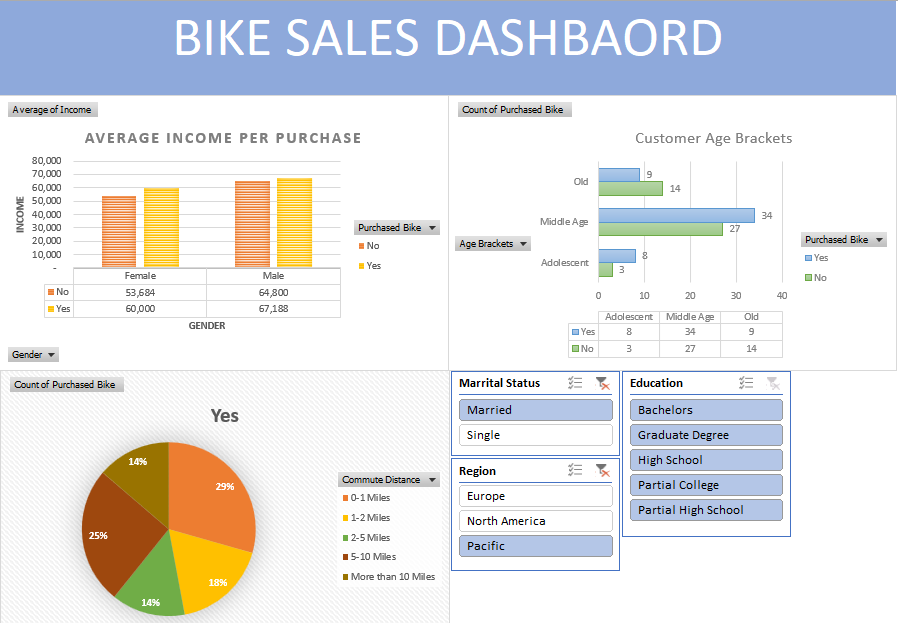 BIKE SALES DASHBAORD
Average of Income
AVERAGE INCOME PER PURCHASE
80,000
70,000
60,000
50,000
40,000
30,000
20,000
10,000
-
INCOME
Female Male
No 53,684 64,800
Yes 60,000 67,188
GENDER
Purchased Bike
No
Yes
Gender
Count of Purchased Bike
Customer Age Brackets
Old 9
14
Middle Age 34
27
Adolescent 8
3
0 10 20 30 40
Adolescent Middle Age Old
Yes 8 34 9
No 3 27 14
Age Brackets
Purchased Bike
Yes
No
Count of Purchased Bike
Yes
14%
29%
25%
18%
14%
Commute Distance
0-1 Miles
1-2 Miles
2-5 Miles
5-10 Miles
More than 10 Miles
Marrital Status
Married
Single
Region
Europe
North America
Pacific
Education
Bachelors
Graduate Degree
High School
Partial College
Partial High School